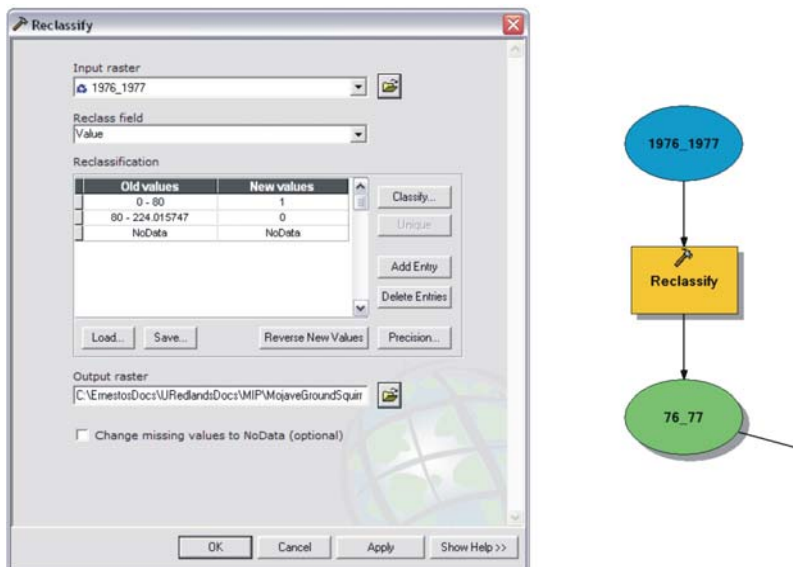 Reclassify
Input raster
1976_1977
Reclass field
Value
Reclassification
Old values New values
0 - 80 1
80 - 224.015747 0
NoData NoData
Classify...
Unique
Add Entry
Delete Entries
Load... Save... Reverse New Values Precision...
Output raster
C:\ErnestosDocs\URedlandsDocs\MIP\MojaveGroundSquirr
Change missing values to NoData (optional)
OK Cancel Apply Show Help >>
1976_1977
Reclassify
76_77